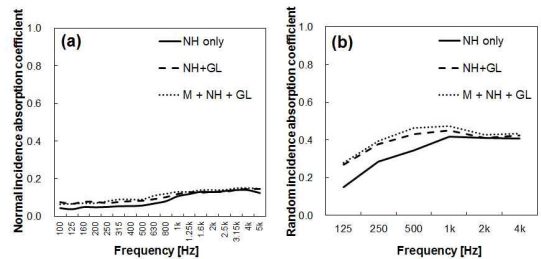 (a)
NH only
NH+GL
M + NH + GL
Normal incidence absorption coefficient
1.0
0.8
0.6
0.4
0.2
0.0
100
125
160
200
250
315
400
500
630
800
1k
1.25k
1.6k
2k
2.5k
3.15k
4k
5k
Frequency [Hz]
(b)
NH only
NH+GL
M + NH + GL
Random incidence absorption coefficient
1.0
0.8
0.6
0.4
0.2
0.0
125
250
500
1k
2k
4k
Frequency [Hz]